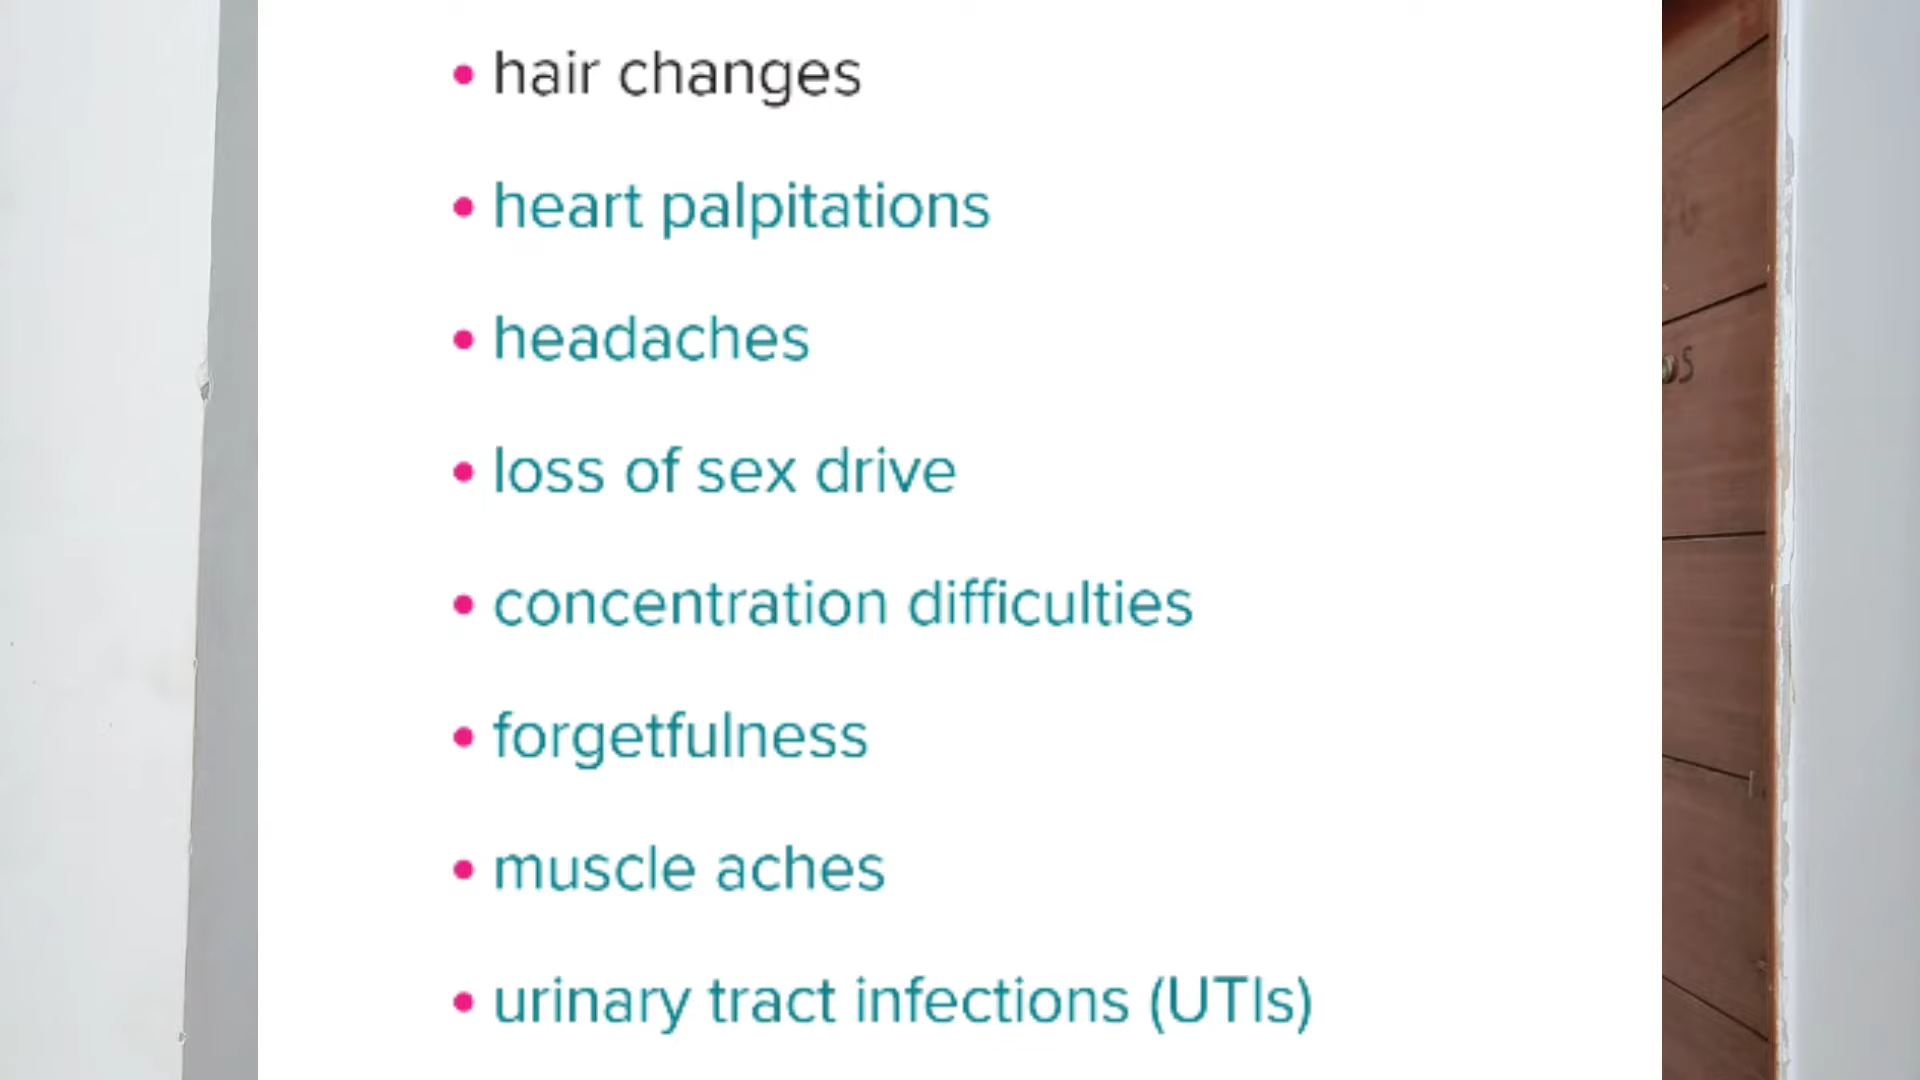 • hair changes
• heart palpitations
• headaches
• loss of sex drive
• concentration difficulties
• forgetfulness
• muscle aches
• urinary tract infections (UTIs)